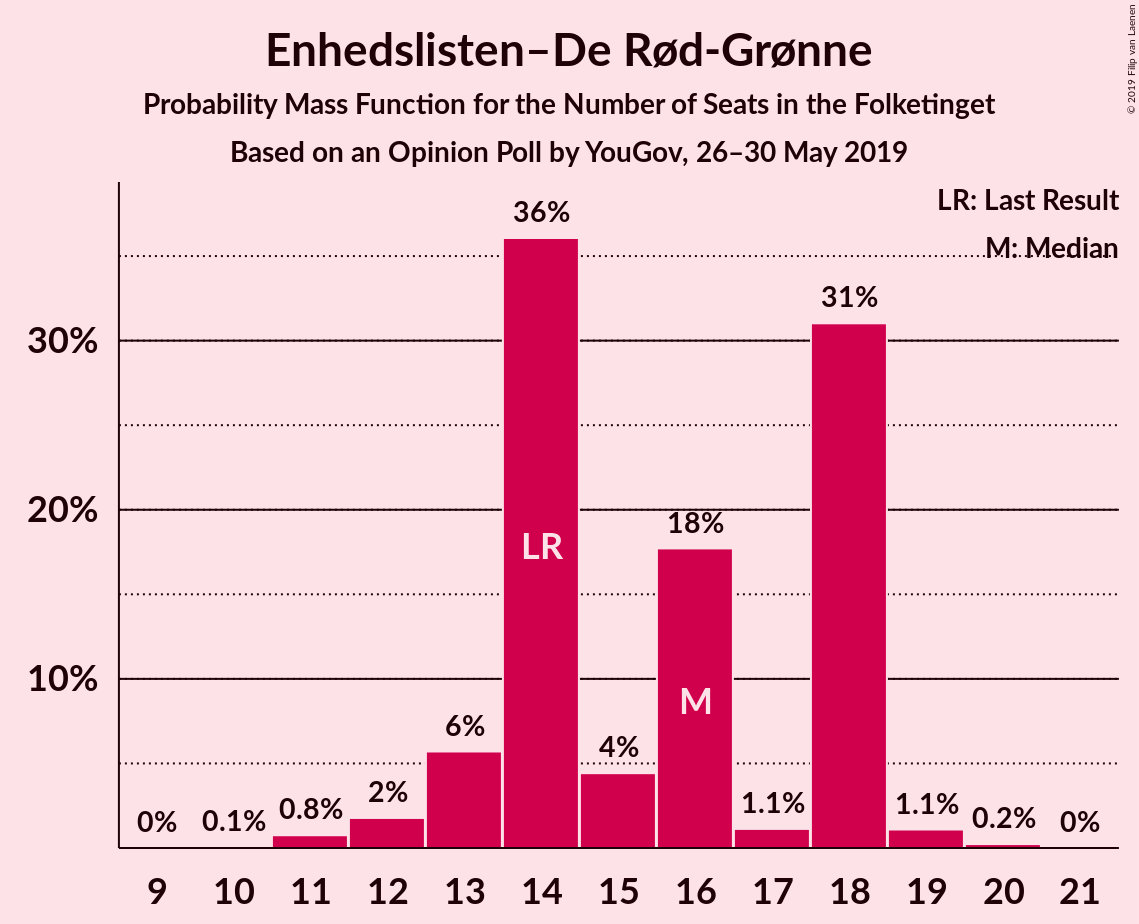 Enhedslisten–De Rød-Grønne
Probability Mass Function for the Number of Seats in the Folketinget
Based on an Opinion Poll by YouGov, 26–30 May 2019
© 2019 Filip van Laenen
LR: Last Result
M: Median
36%
31%
30%
20%
18%
LR
10%
M
6%
4%
2%
0.8%
1.1%
1.1%
0%
0.1%
0.2%
0%
9 10 11 12 13 14 15 16 17 18 19 20 21